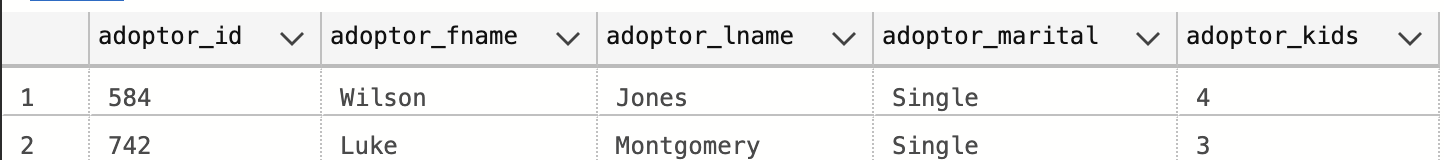 adoptor_id adoptor_fname adoptor_lname adoptor_marital adoptor_kids
1 584 Wilson Jones Single 4
2 742 Luke Montgomery Single 3